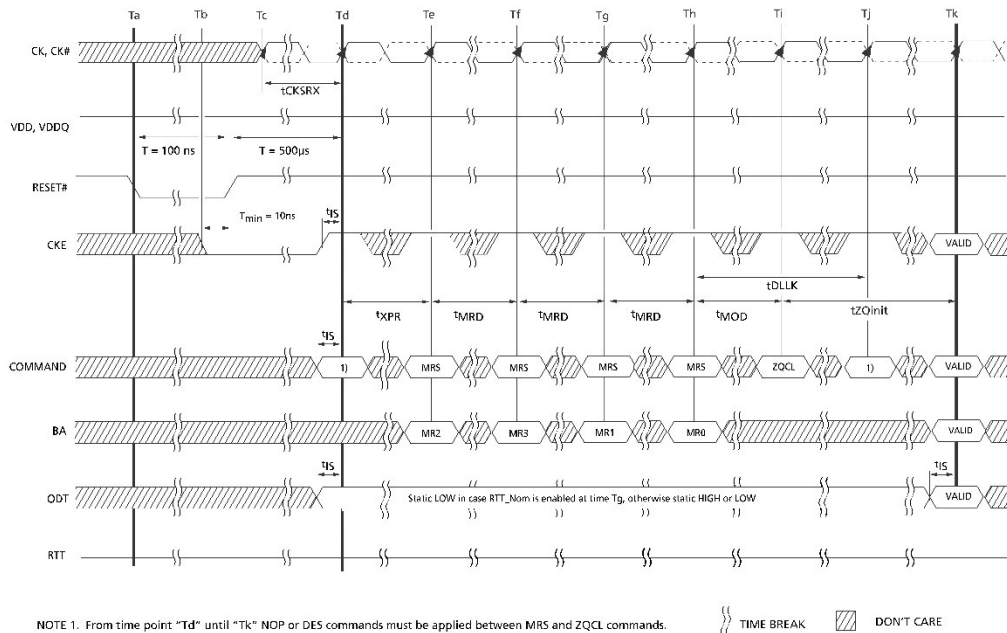 Ta Tb Tc Td Te Tf Tg Th Ti Tj Tk
CK, CK#
tCKSRX
VDD, VDDQ
T = 100 ns T = 500µs
RESET#
Tmin = 10ns tIS
CKE VALID
tDLLK
tXPR tMRD tMRD tMRD tMOD tZQinit
tIS
COMMAND 1) MRS MRS MRS MRS ZQCL 1) VALID
BA MR2 MR3 MR1 MR0 VALID
tIS tIS
ODT Static LOW in case RTT_Nom is enabled at time Tg, otherwise static HIGH or LOW VALID
RTT
NOTE 1. From time point "Td" until "Tk" NOP or DES commands must be applied between MRS and ZQCL commands.
TIME BREAK DON'T CARE